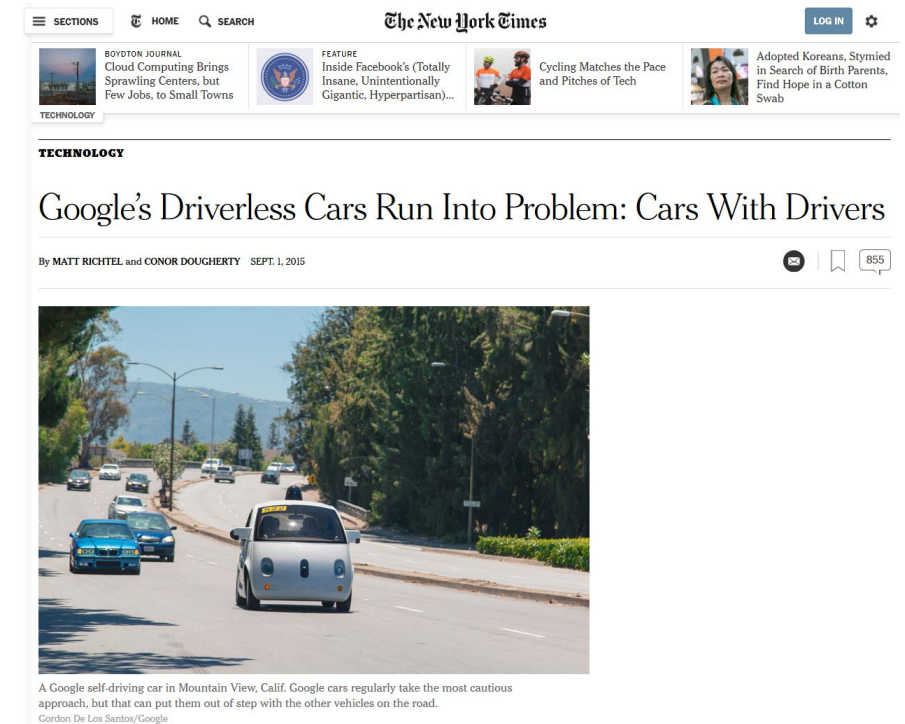 SECTIONS
HOME
SEARCH
The New York Times
LOG IN
BOYDTON JOURNAL
Cloud Computing Brings
Sprawling Centers, but
Few Jobs, to Small Towns
FEATURE
Inside Facebook’s (Totally
Insane, Unintentionally
Gigantic, Hyperpartisan)...
Cycling Matches the Pace
and Pitches of Tech
Adopted Koreans, Stymied
in Search of Birth Parents,
Find Hope in a Cotton
Swab
TECHNOLOGY
TECHNOLOGY
Google’s Driverless Cars Run Into Problem: Cars With Drivers
By MATT RICHTEL and CONOR DOUGHERTY SEPT. 1, 2015
855
A Google self-driving car in Mountain View, Calif. Google cars regularly take the most cautious
approach, but that can put them out of step with the other vehicles on the road.
Gordon De Los Santos/Google